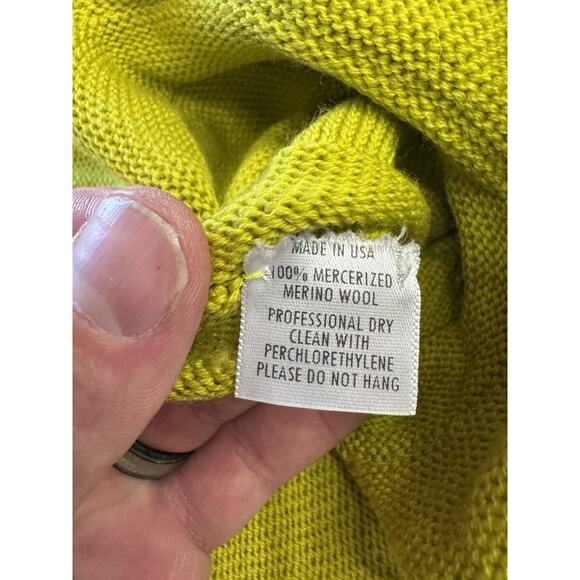 MADE IN USA
100% MERCERIZED
MERINO WOOL
PROFESSIONAL DRY
CLEAN WITH
PERCHLORETHYLENE
PLEASE DO NOT HANG